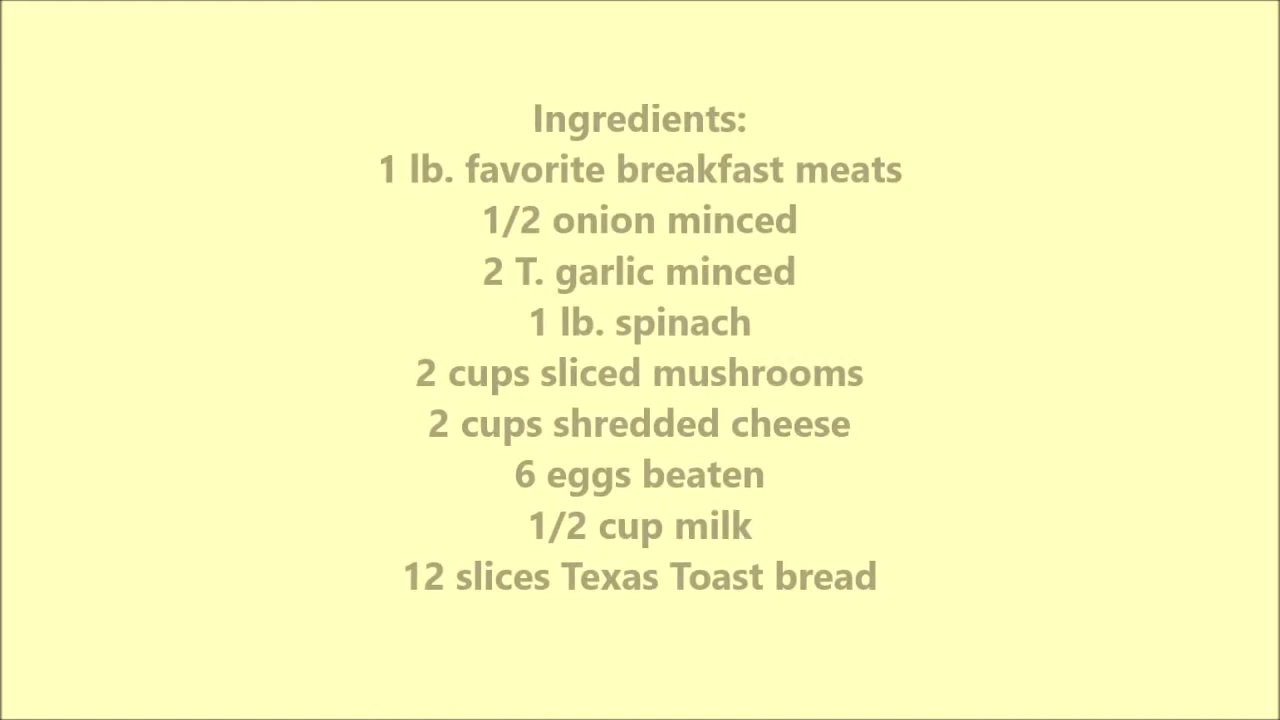 Ingredients:
1 lb. favorite breakfast meats
1/2 onion minced
2 T. garlic minced
1 lb. spinach
2 cups sliced mushrooms
2 cups shredded cheese
6 eggs beaten
1/2 cup milk
12 slices Texas Toast bread